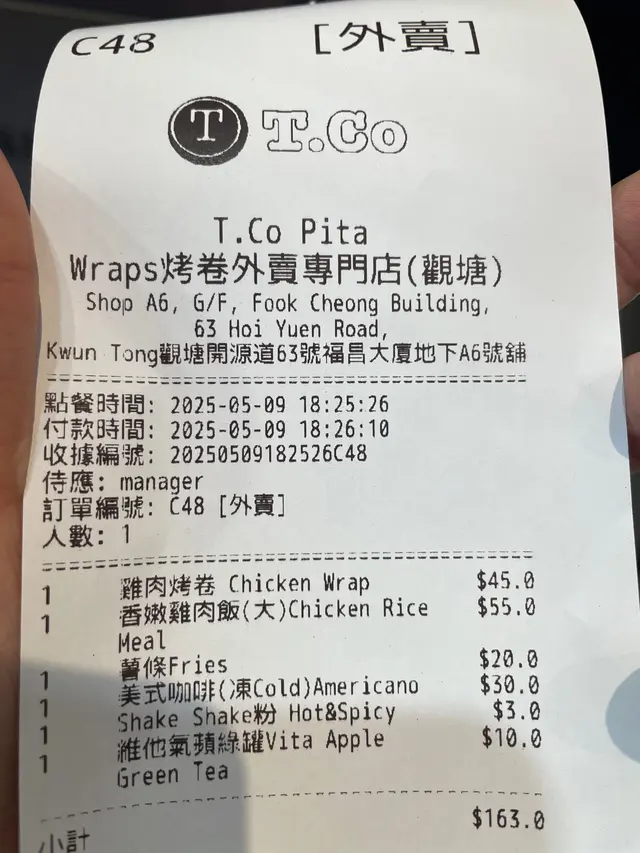 C48 [外賣]
T T.Co
T.Co Pita
Wraps烤卷外賣專門店(觀塘)
Shop A6, G/F, Fook Cheong Building,
63 Hoi Yuen Road,
Kwun Tong觀塘開源道63號福昌大廈地下A6號舖
點餐時間: 2025-05-09 18:25:26
付款時間: 2025-05-09 18:26:10
收據編號: 20250509182526C48
侍應: manager
訂單編號: C48 [外賣]
人數: 1
1 雞肉烤卷 Chicken Wrap $45.0
1 香嫩雞肉飯(大)Chicken Rice $55.0
Meal
1 薯條Fries $20.0
1 美式咖啡(凍Cold)Americano $30.0
1 Shake Shake粉 Hot&Spicy $3.0
1 維他氣蘋綠罐Vita Apple $10.0
Green Tea
小計 $163.0